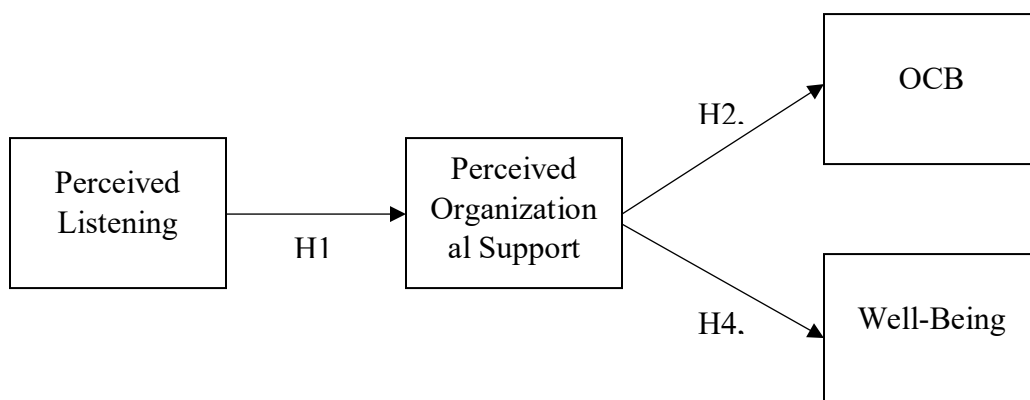 OCB
H2.
Perceived
Listening
H1
Perceived
Organization
al Support
H4.
Well-Being